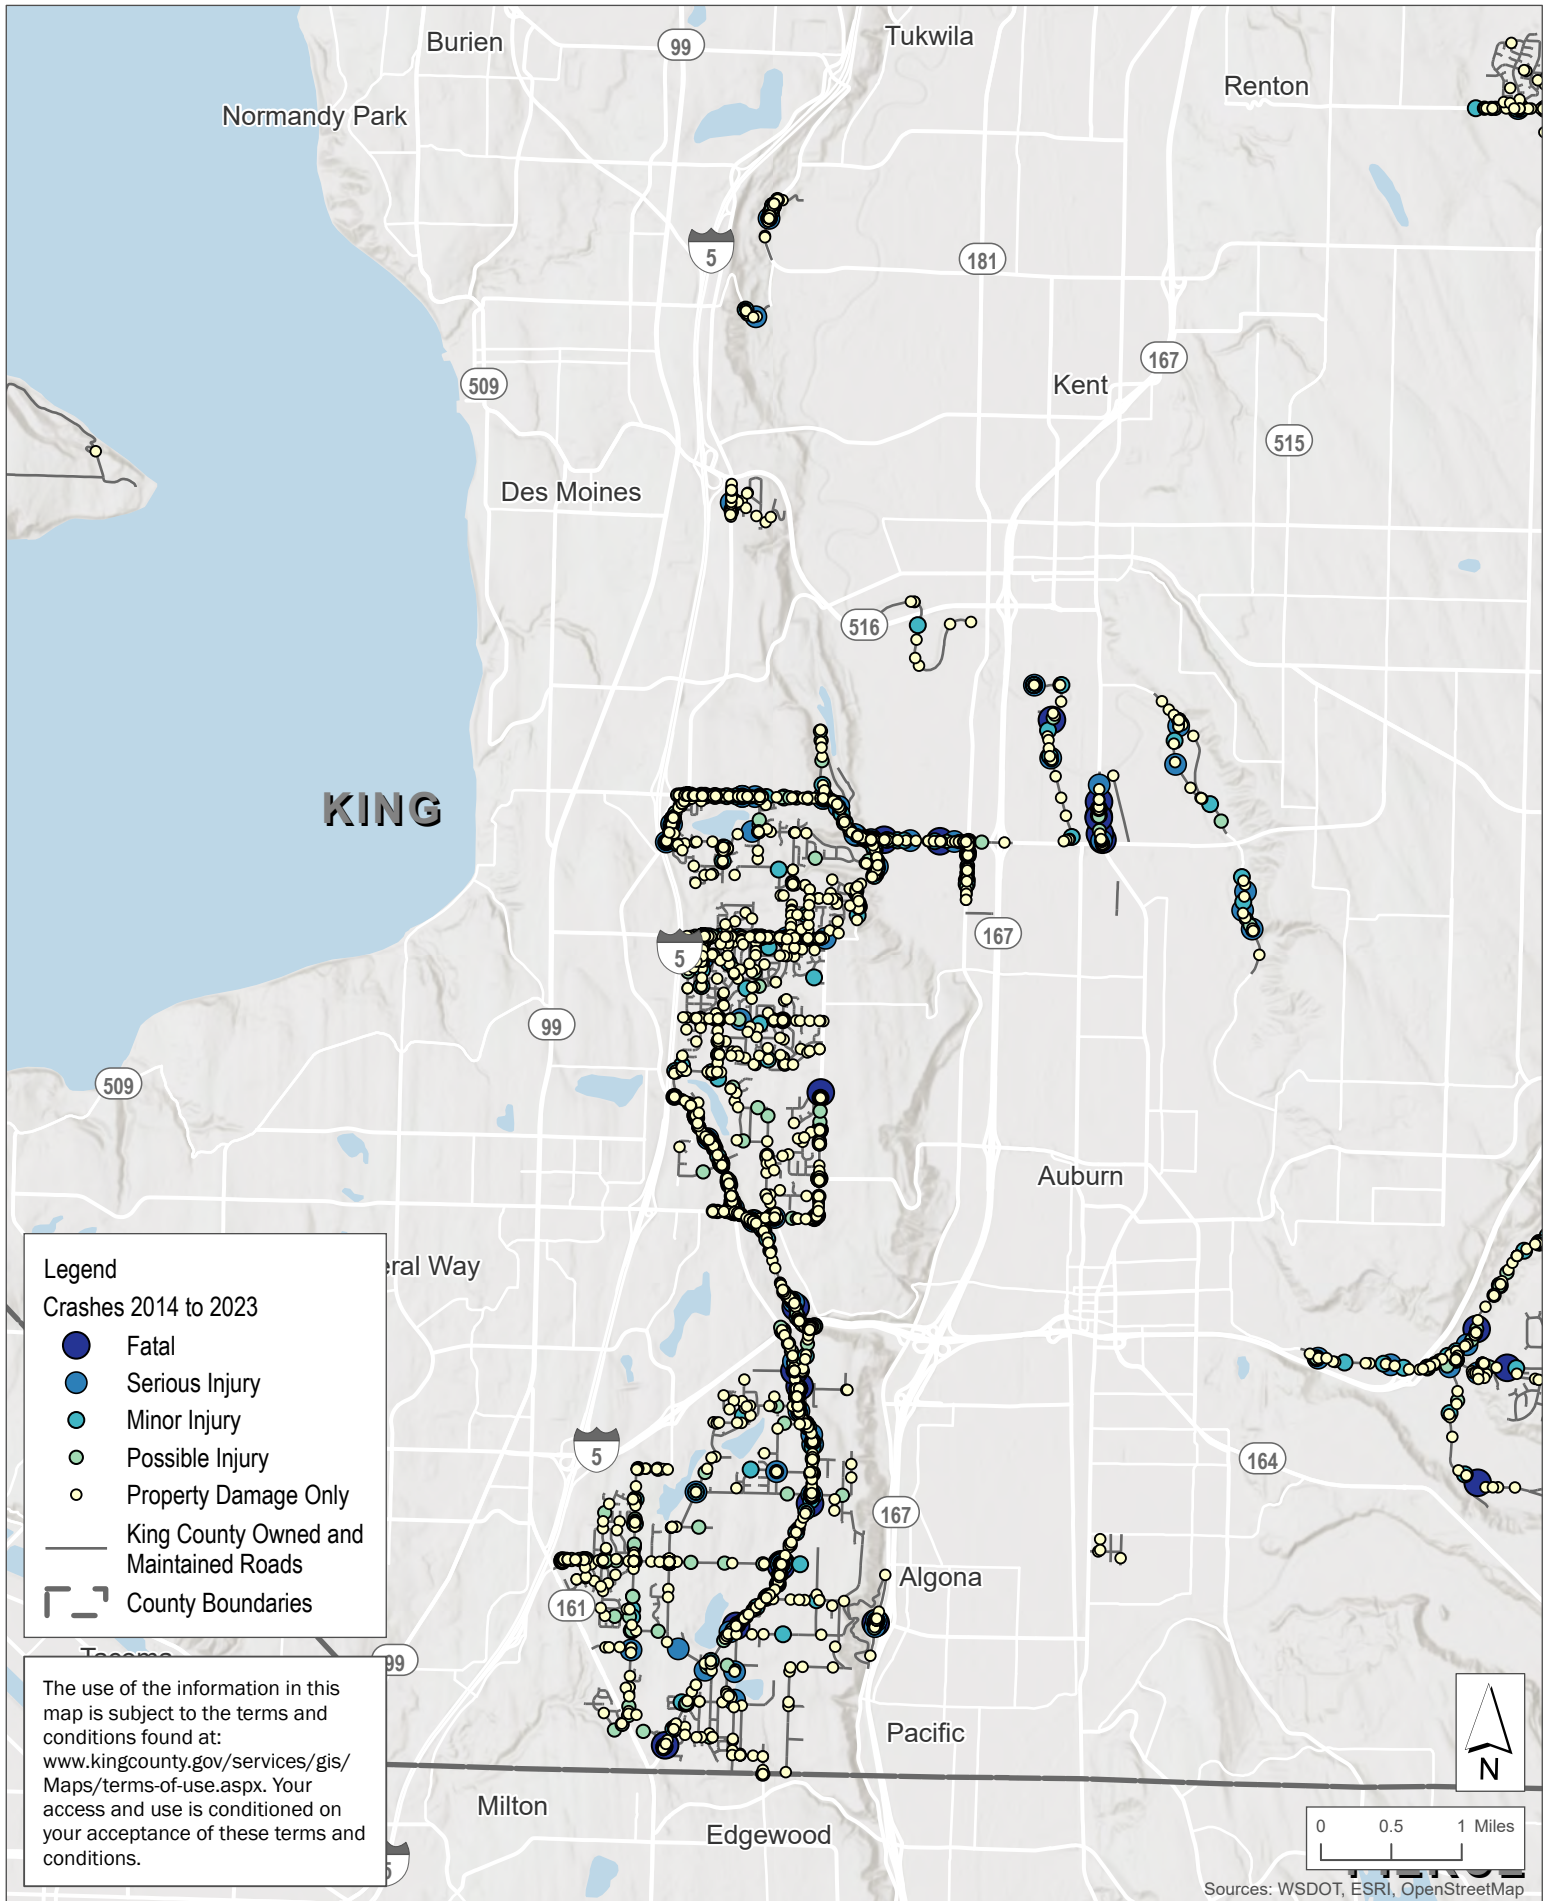 Burien
99
Tukwila
Renton
Normandy Park
5
181
167
Kent
509
515
Des Moines
516
KING
167
5
99
509
Auburn
eral Way
Legend
Crashes 2014 to 2023
Fatal
Serious Injury
Minor Injury
Possible Injury
Property Damage Only
King County Owned and
Maintained Roads
County Boundaries
5
164
167
Algona
161
99
The use of the information in this
map is subject to the terms and
conditions found at:
www.kingcounty.gov/services/gis/
Maps/terms-of-use.aspx. Your
access and use is conditioned on
your acceptance of these terms and
conditions.
Pacific
N
Milton
Edgewood
0 0.5 1 Miles
5
Sources: WSDOT, ESRI, OpenStreetMap